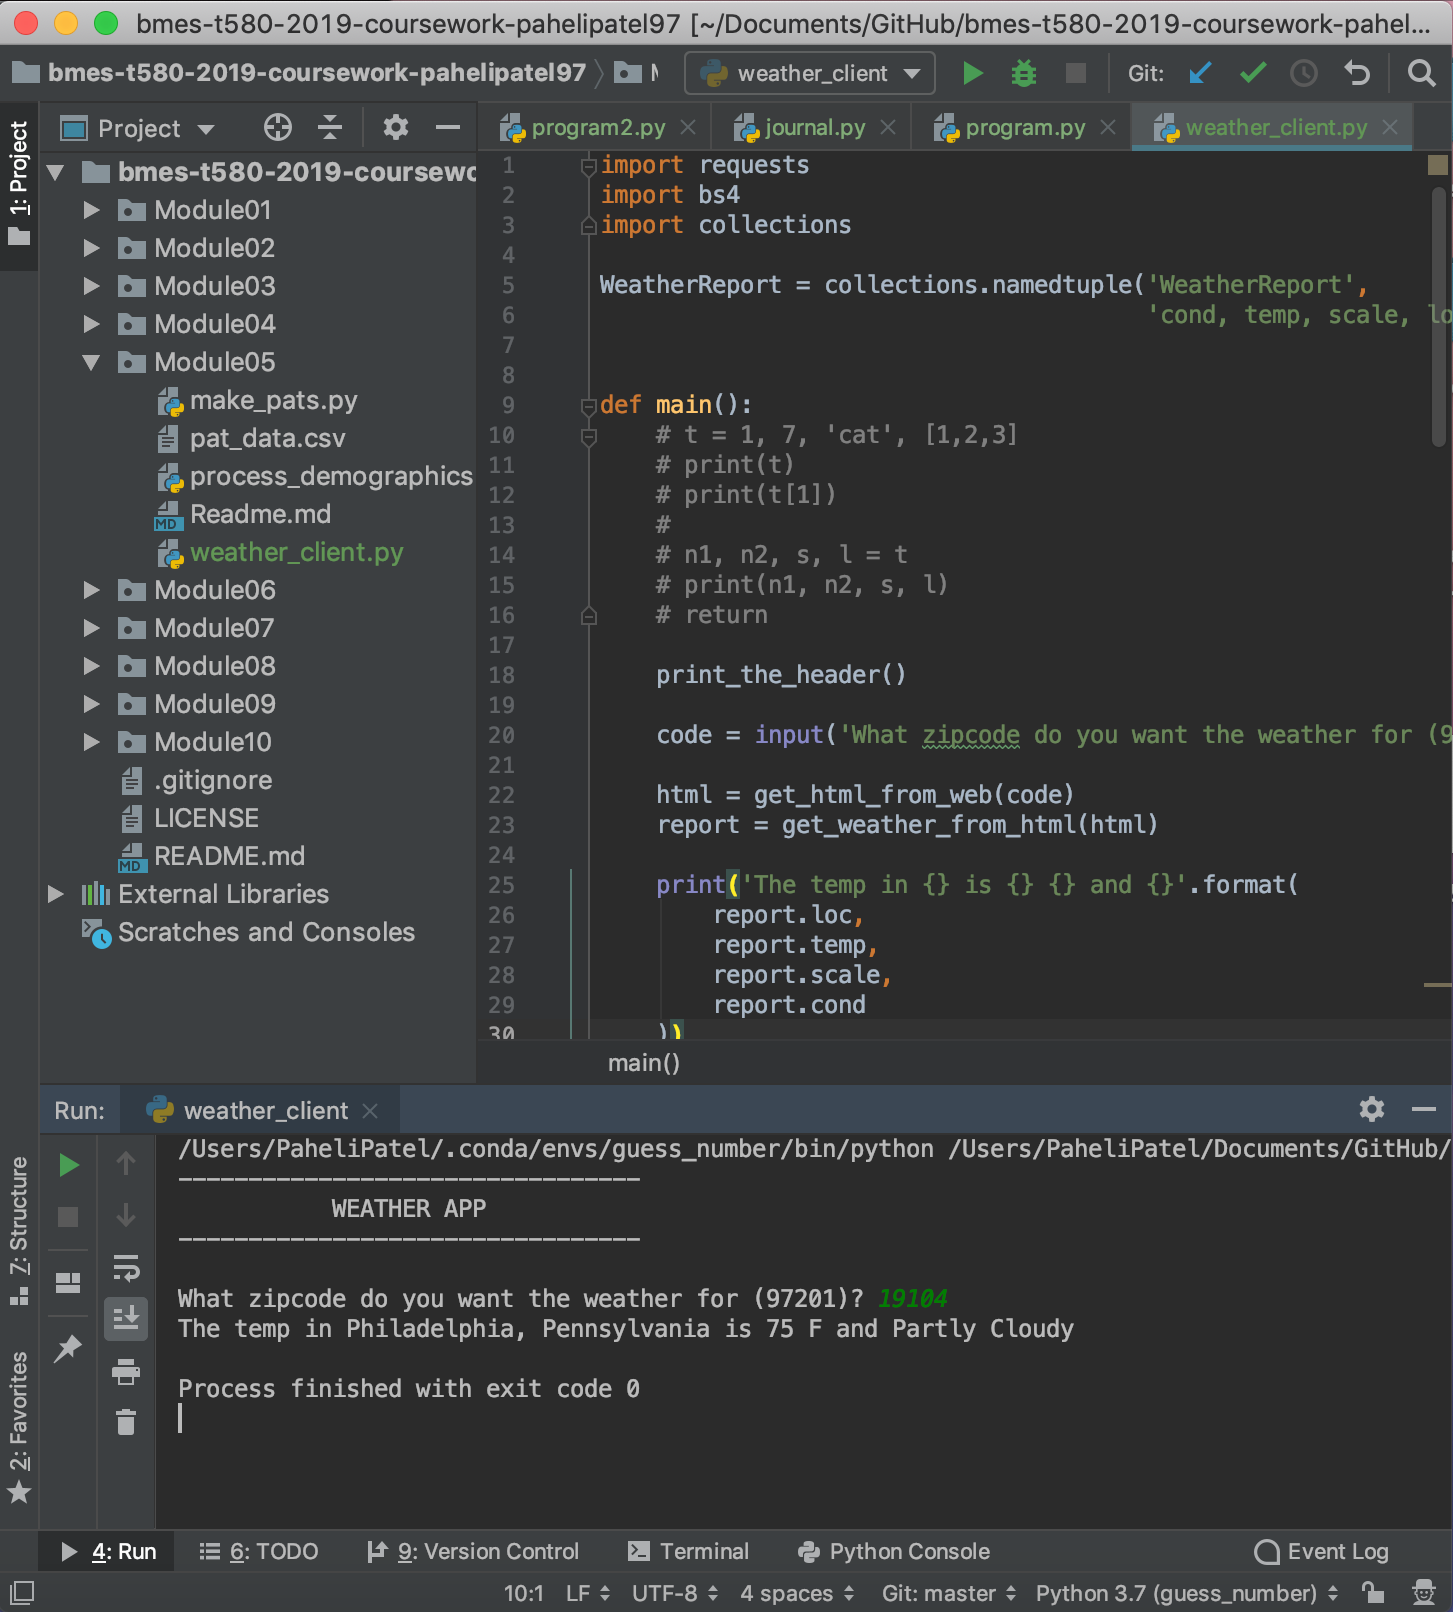 bmes-t580-2019-coursework-pahelipatel97 [~/Documents/GitHub/bmes-t580-2019-coursework-pahel...
bmes-t580-2019-coursework-pahelipatel97
weather_client
Git:
1: Project
Project
program2.py
journal.py
program.py
weather_client.py
bmes-t580-2019-coursewo
Module01
Module02
Module03
Module04
Module05
make_pats.py
pat_data.csv
process_demographics
Readme.md
weather_client.py
Module06
Module07
Module08
Module09
Module10
.gitignore
LICENSE
README.md
External Libraries
Scratches and Consoles
1 import requests
2 import bs4
3 import collections
4
5 WeatherReport = collections.namedtuple('WeatherReport',
6 'cond, temp, scale, lo
7
8
9 def main():
10 # t = 1, 7, 'cat', [1,2,3]
11 # print(t)
12 # print(t[1])
13 #
14 # n1, n2, s, l = t
15 # print(n1, n2, s, l)
16 # return
17
18 print_the_header()
19
20 code = input('What zipcode do you want the weather for (9
21
22 html = get_html_from_web(code)
23 report = get_weather_from_html(html)
24
25 print('The temp in {} is {} {} and {}'.format(
26 report.loc,
27 report.temp,
28 report.scale,
29 report.cond
30 ))
main()
Run: weather_client
/Users/PaheliPatel/.conda/envs/guess_number/bin/python /Users/PaheliPatel/Documents/GitHub/
---------------------------------
WEATHER APP
---------------------------------
What zipcode do you want the weather for (97201)? 19104
The temp in Philadelphia, Pennsylvania is 75 F and Partly Cloudy
Process finished with exit code 0
7: Structure
2: Favorites
4: Run 6: TODO 9: Version Control Terminal Python Console Event Log
10:1 LF UTF-8 4 spaces Git: master Python 3.7 (guess_number)